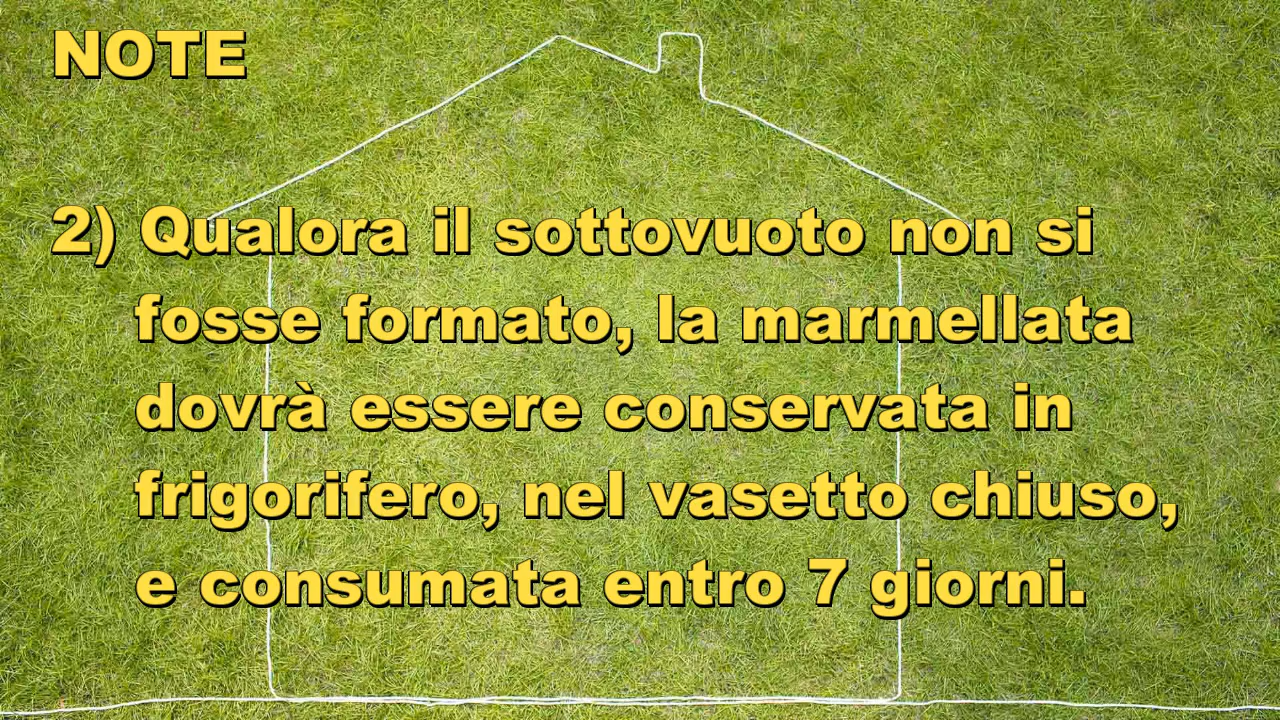 NOTE
2) Qualora il sottovuoto non si
fosse formato, la marmellata
dovrà essere conservata in
frigorifero, nel vasetto chiuso,
e consumata entro 7 giorni.